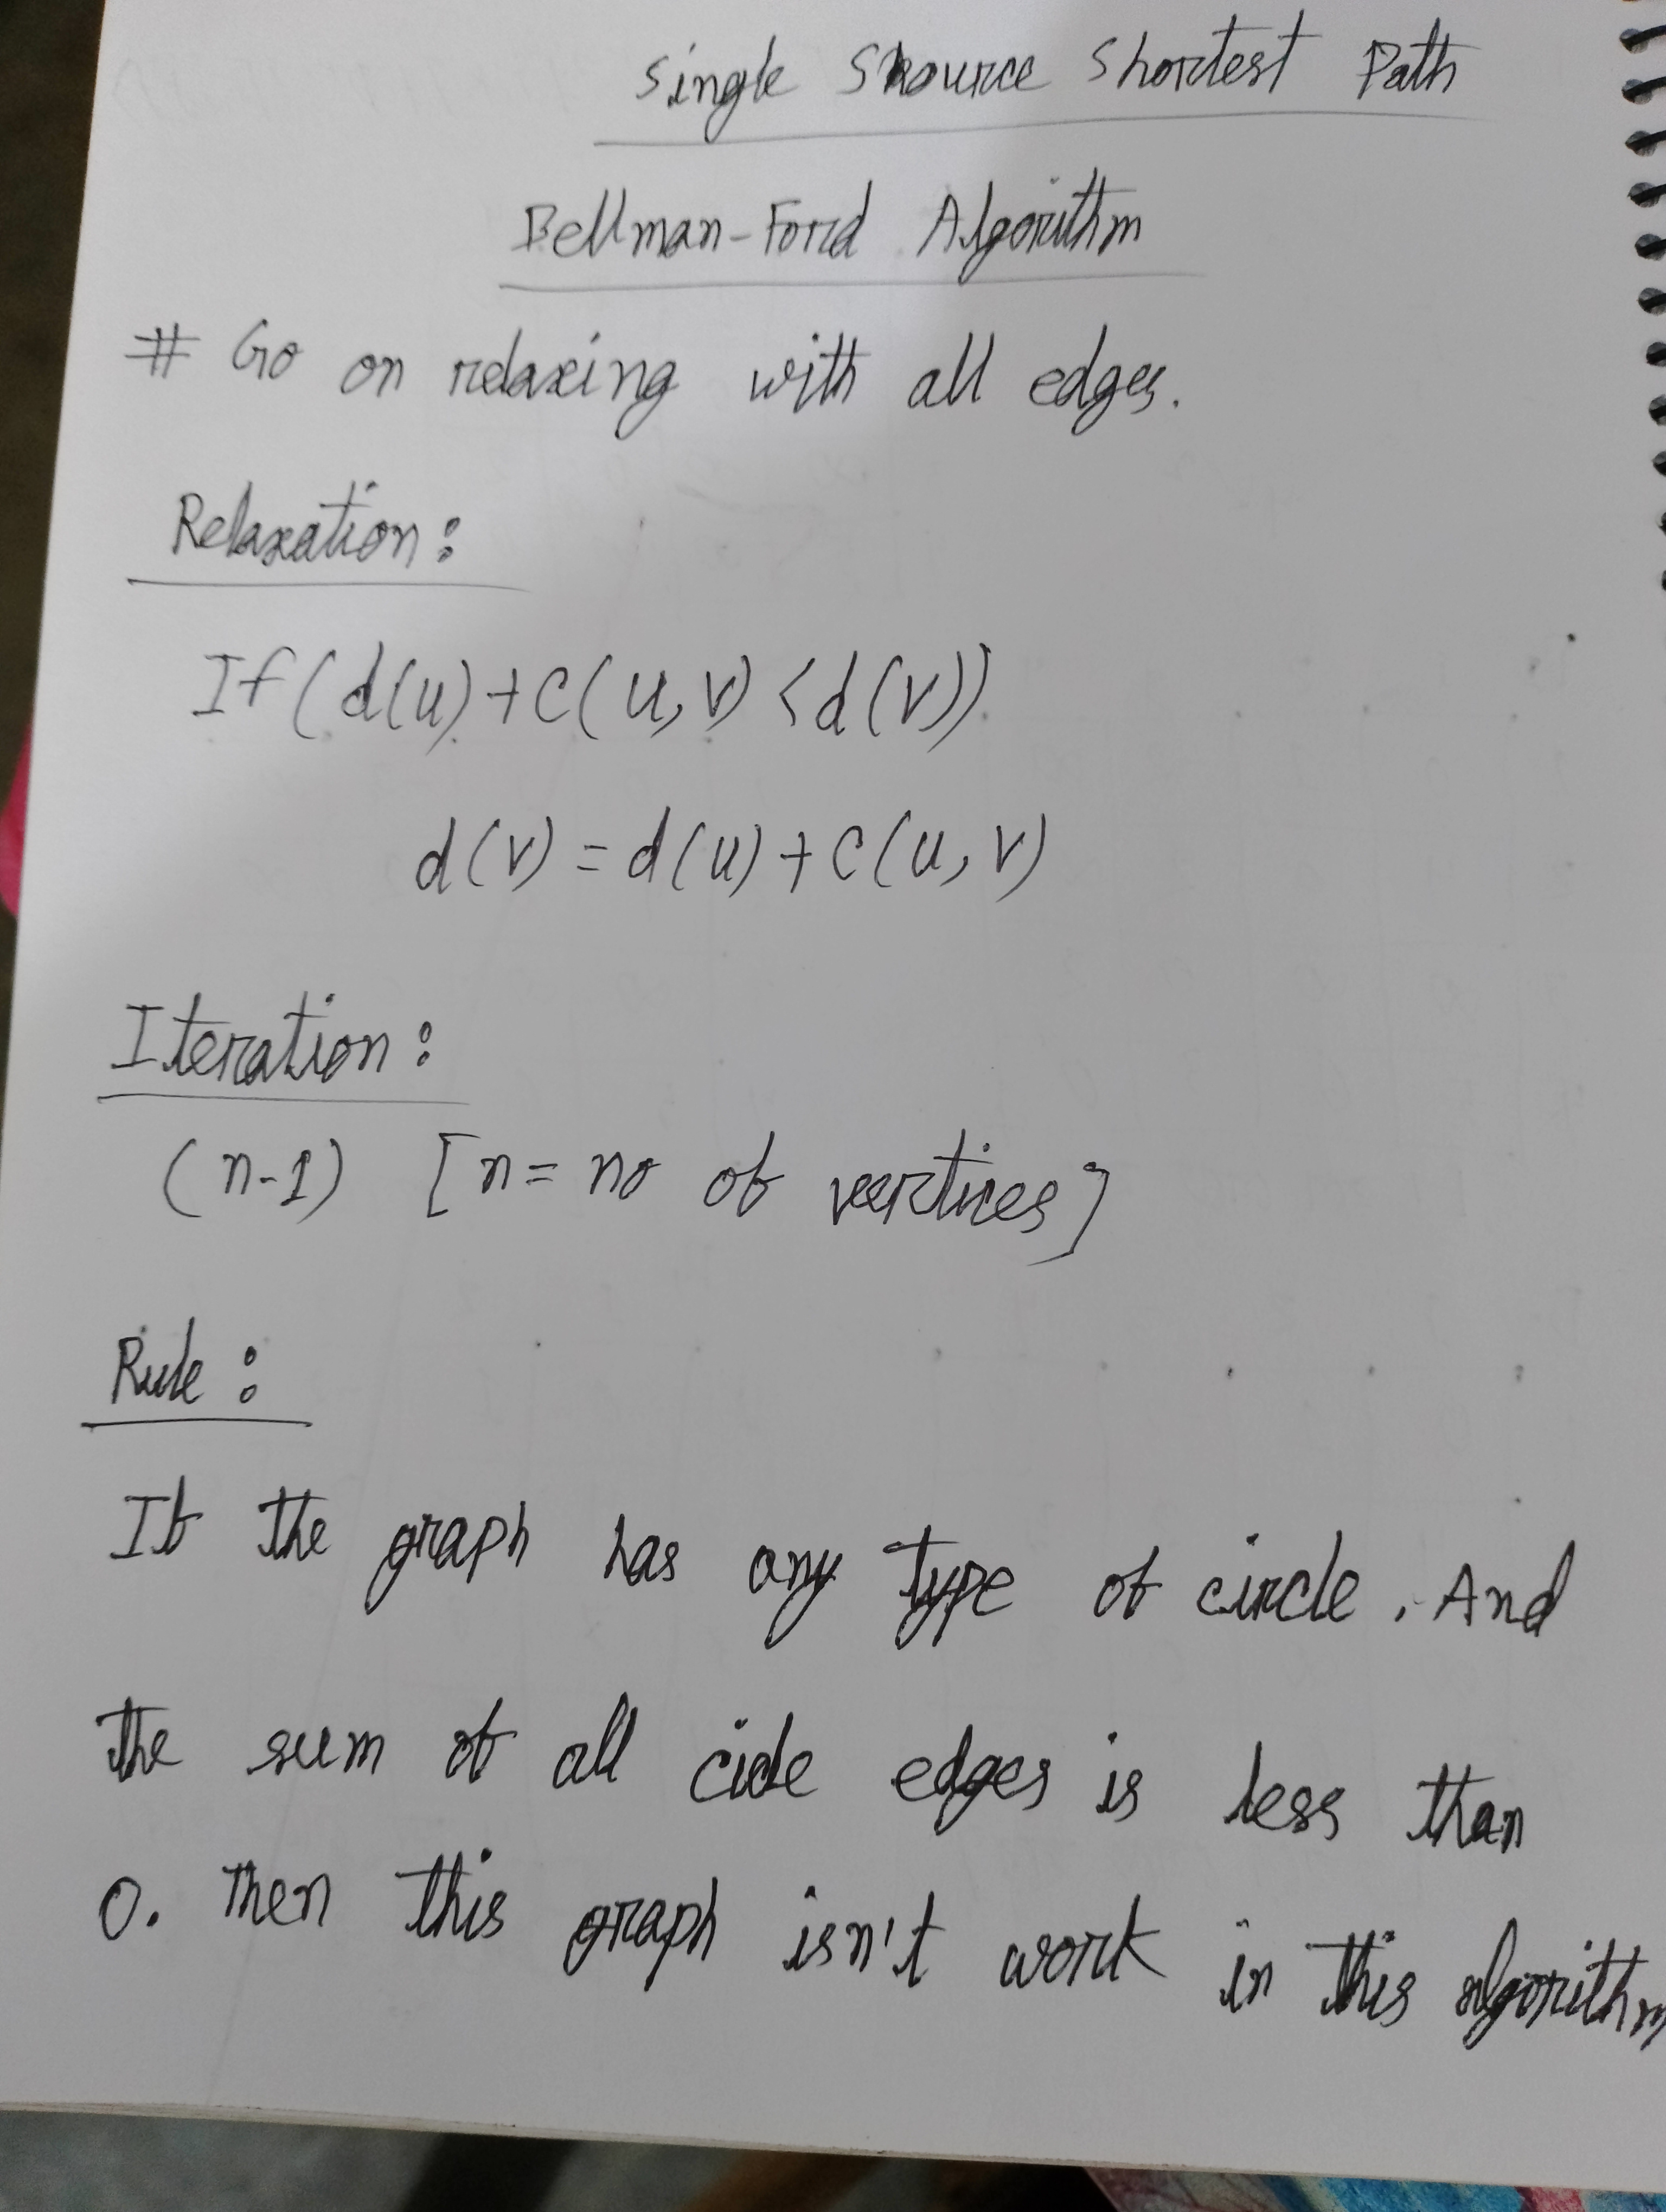 Single Source Shortest Path
Bellman-Ford Algorithm
# Go on relaxing with all edges.
Relaxation:
If(d(u)+c(u,v)<d(v))
d(v)=d(u)+c(u,v)
Iteration:
(n-1) [n= no of vertices]
Rule:
If the graph has any type of circle. And
the sum of all cicle edges is less than
0. Then this graph isn't work in this algorithm